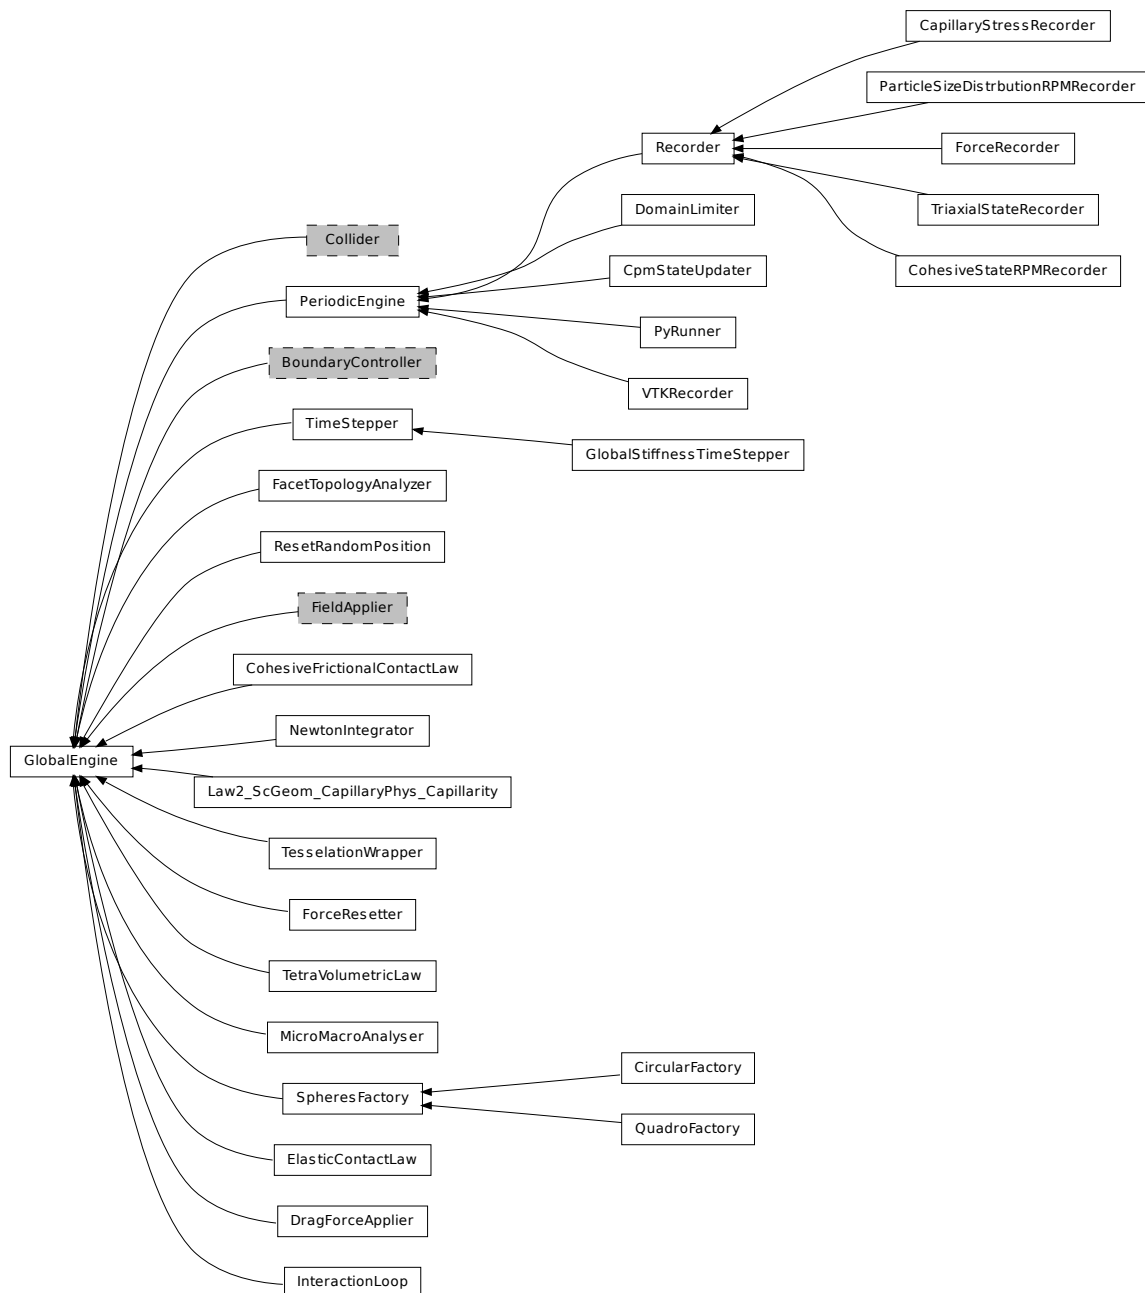 CapillaryStressRecorder
ParticleSizeDistrbutionRPMRecorder
Recorder
ForceRecorder
DomainLimiter
TriaxialStateRecorder
Collider
CpmStateUpdater
CohesiveStateRPMRecorder
PeriodicEngine
PyRunner
BoundaryController
VTKRecorder
TimeStepper
GlobalStiffnessTimeStepper
FacetTopologyAnalyzer
ResetRandomPosition
FieldApplier
CohesiveFrictionalContactLaw
NewtonIntegrator
GlobalEngine
Law2_ScGeom_CapillaryPhys_Capillarity
TesselationWrapper
ForceResetter
TetraVolumetricLaw
MicroMacroAnalyser
CircularFactory
SpheresFactory
QuadroFactory
ElasticContactLaw
DragForceApplier
InteractionLoop